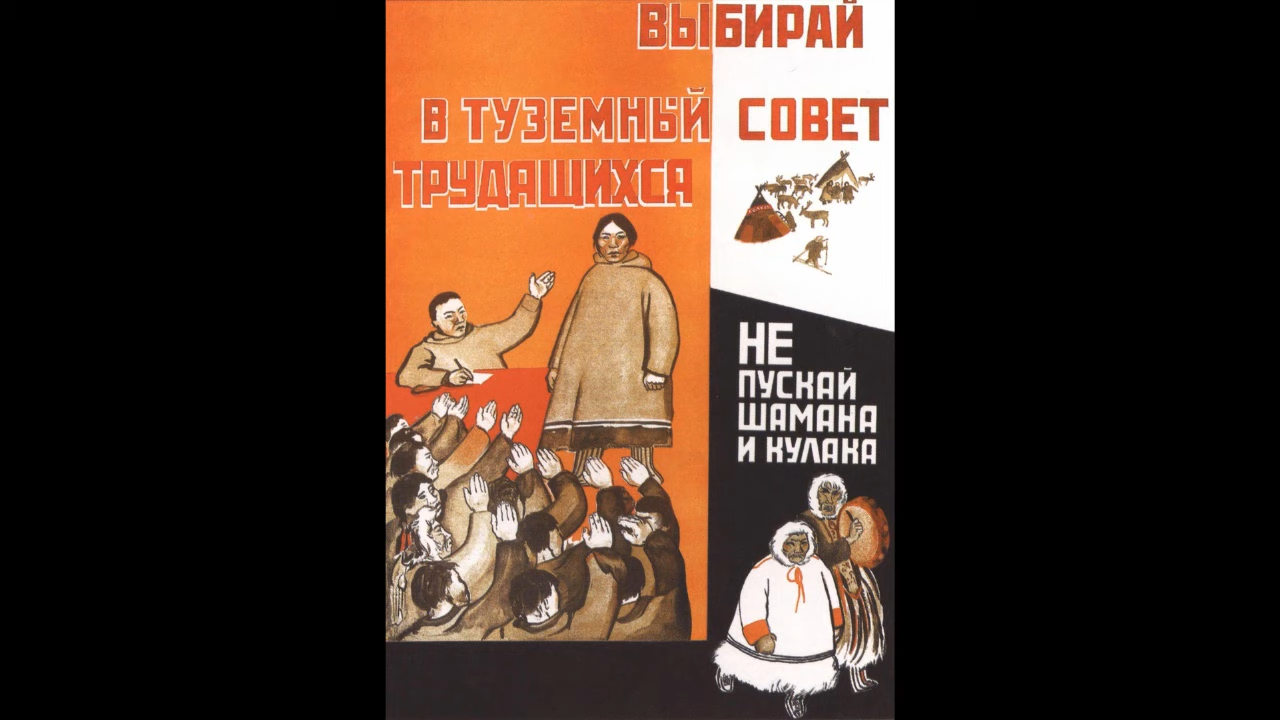 ВЫБИРАЙ
В ТУЗЕМНЫЙ СОВЕТ
ТРУДЯЩИХСЯ
НЕ
ПУСКАЙ
ШАМАНА
И КУЛАКА